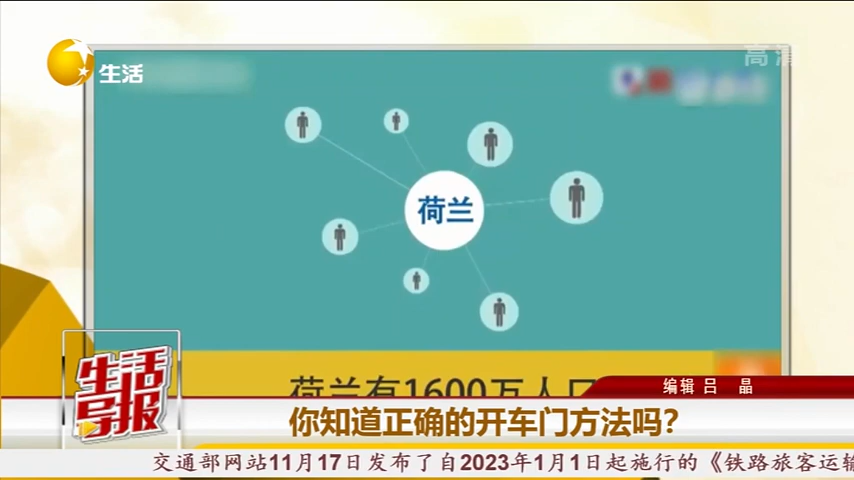 生活
高清
荷兰
荷兰有1600万人口
编辑 吕 晶
生活导报
你知道正确的开车门方法吗?
交通部网站11月17日发布了自2023年1月1日起施行的《铁路旅客运输